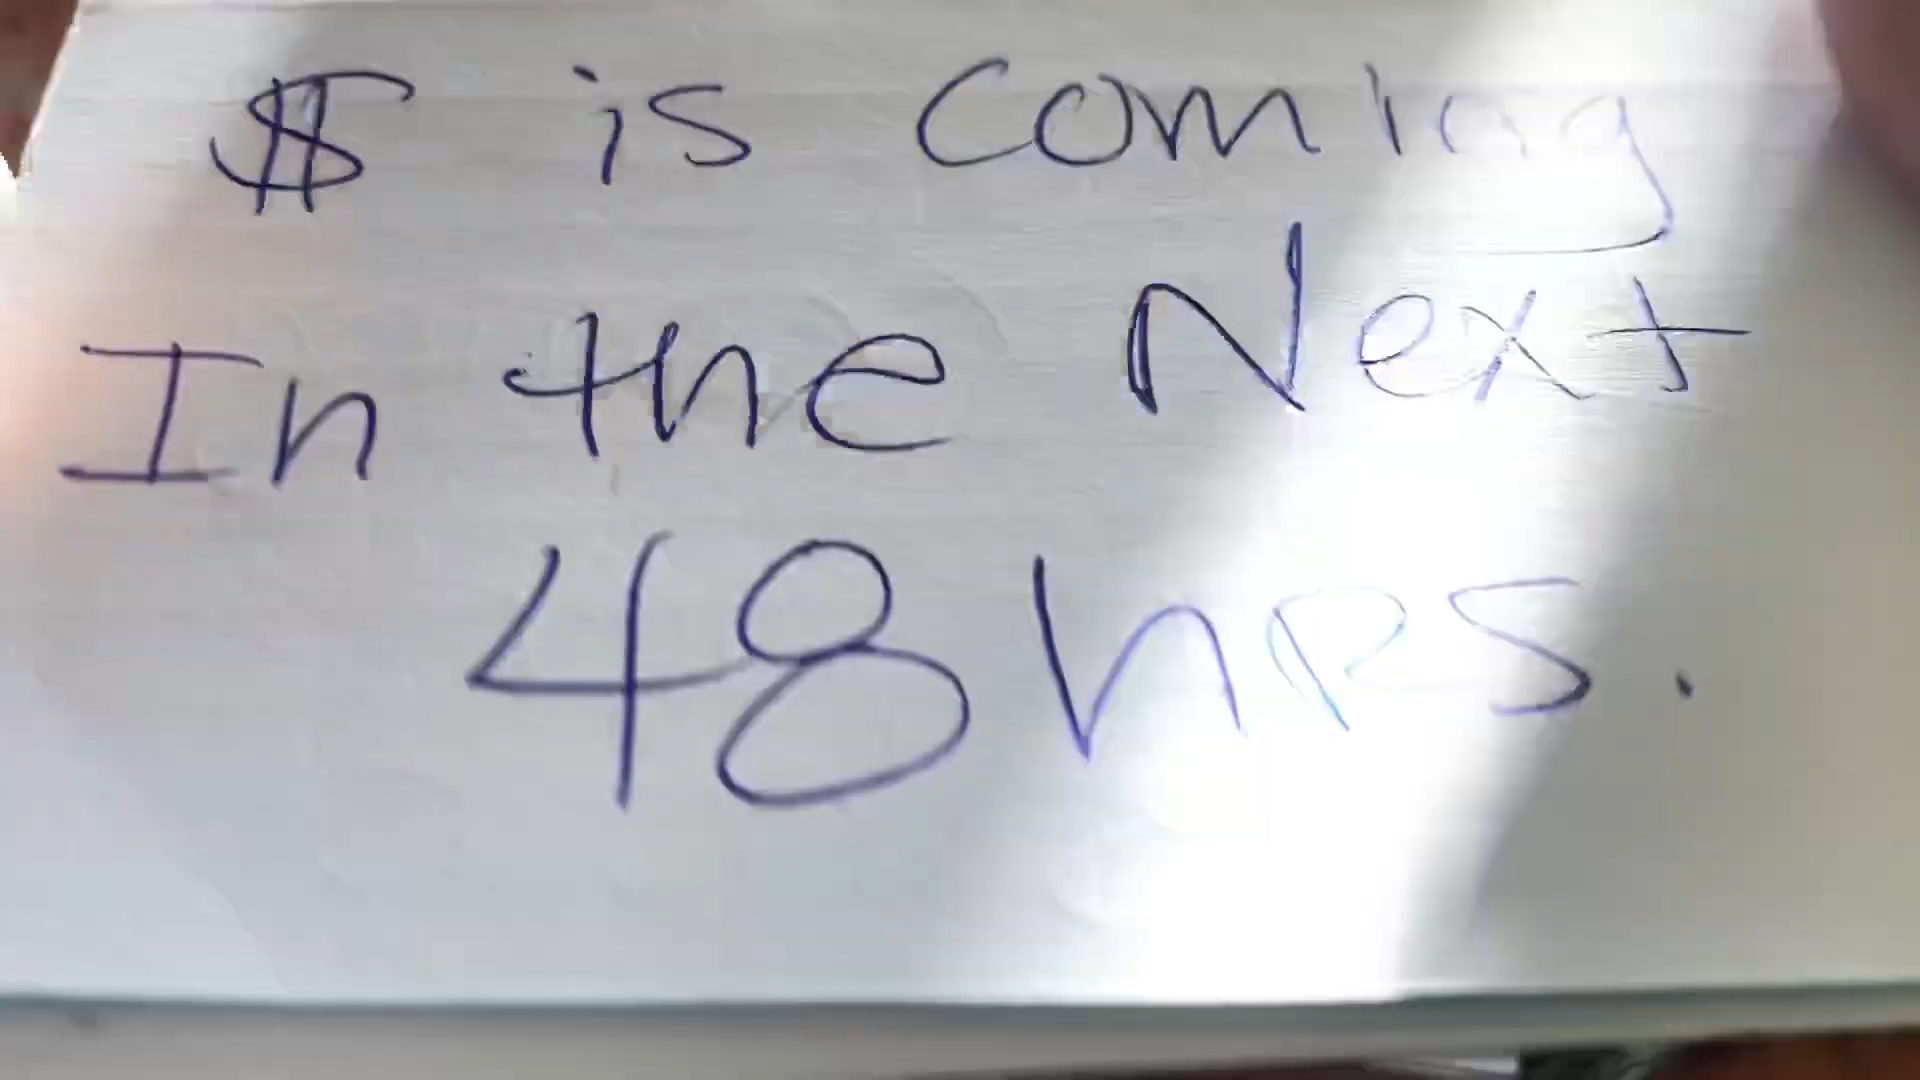 $ is coming
In the Next
48 hrs.